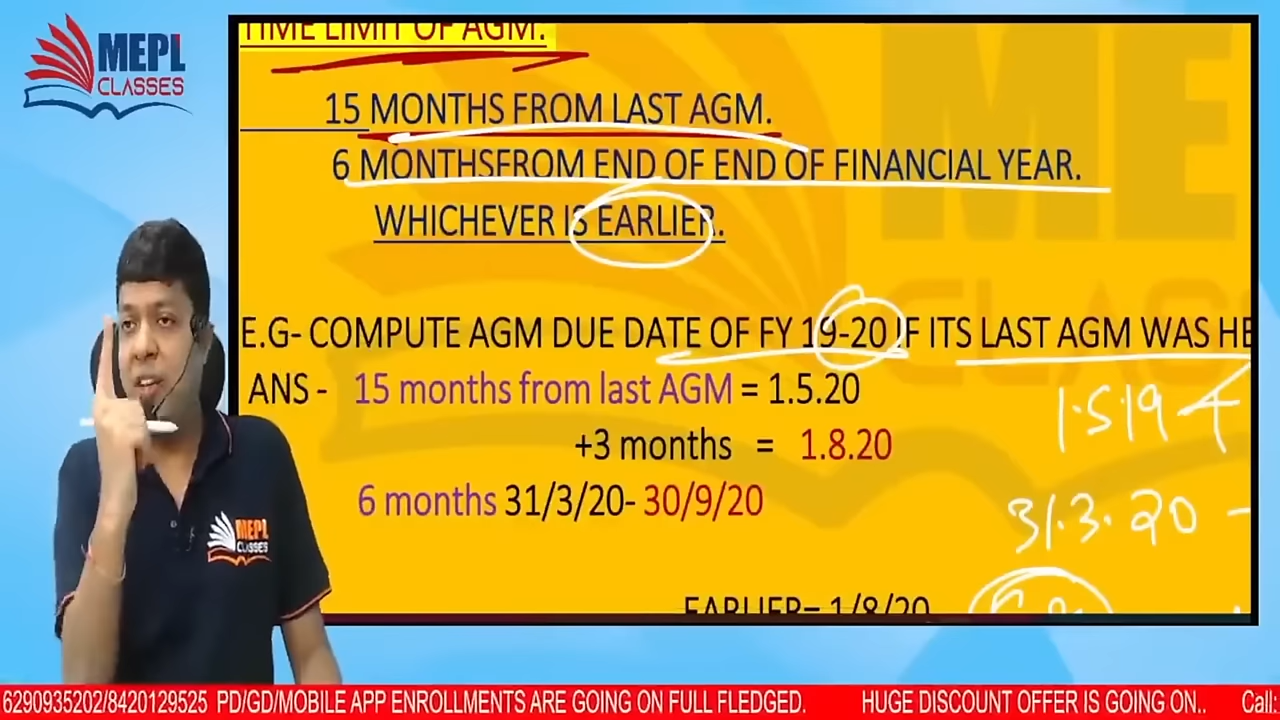 MEPL
CLASSES
TIME LIMIT OF AGM.
15 MONTHS FROM LAST AGM.
6 MONTHSFROM END OF END OF FINANCIAL YEAR.
WHICHEVER IS EARLIER.
E.G- COMPUTE AGM DUE DATE OF FY 19-20 IF ITS LAST AGM WAS HE
ANS - 15 months from last AGM = 1.5.20
1.5.19
+3 months = 1.8.20
6 months 31/3/20- 30/9/20
31.3.20 -
EARLIER= 1/8/20
MEPL
CLASSES
ME
CLASSES
6290935202/8420129525 PD/GD/MOBILE APP ENROLLMENTS ARE GOING ON FULL FLEDGED. HUGE DISCOUNT OFFER IS GOING ON.. Call: